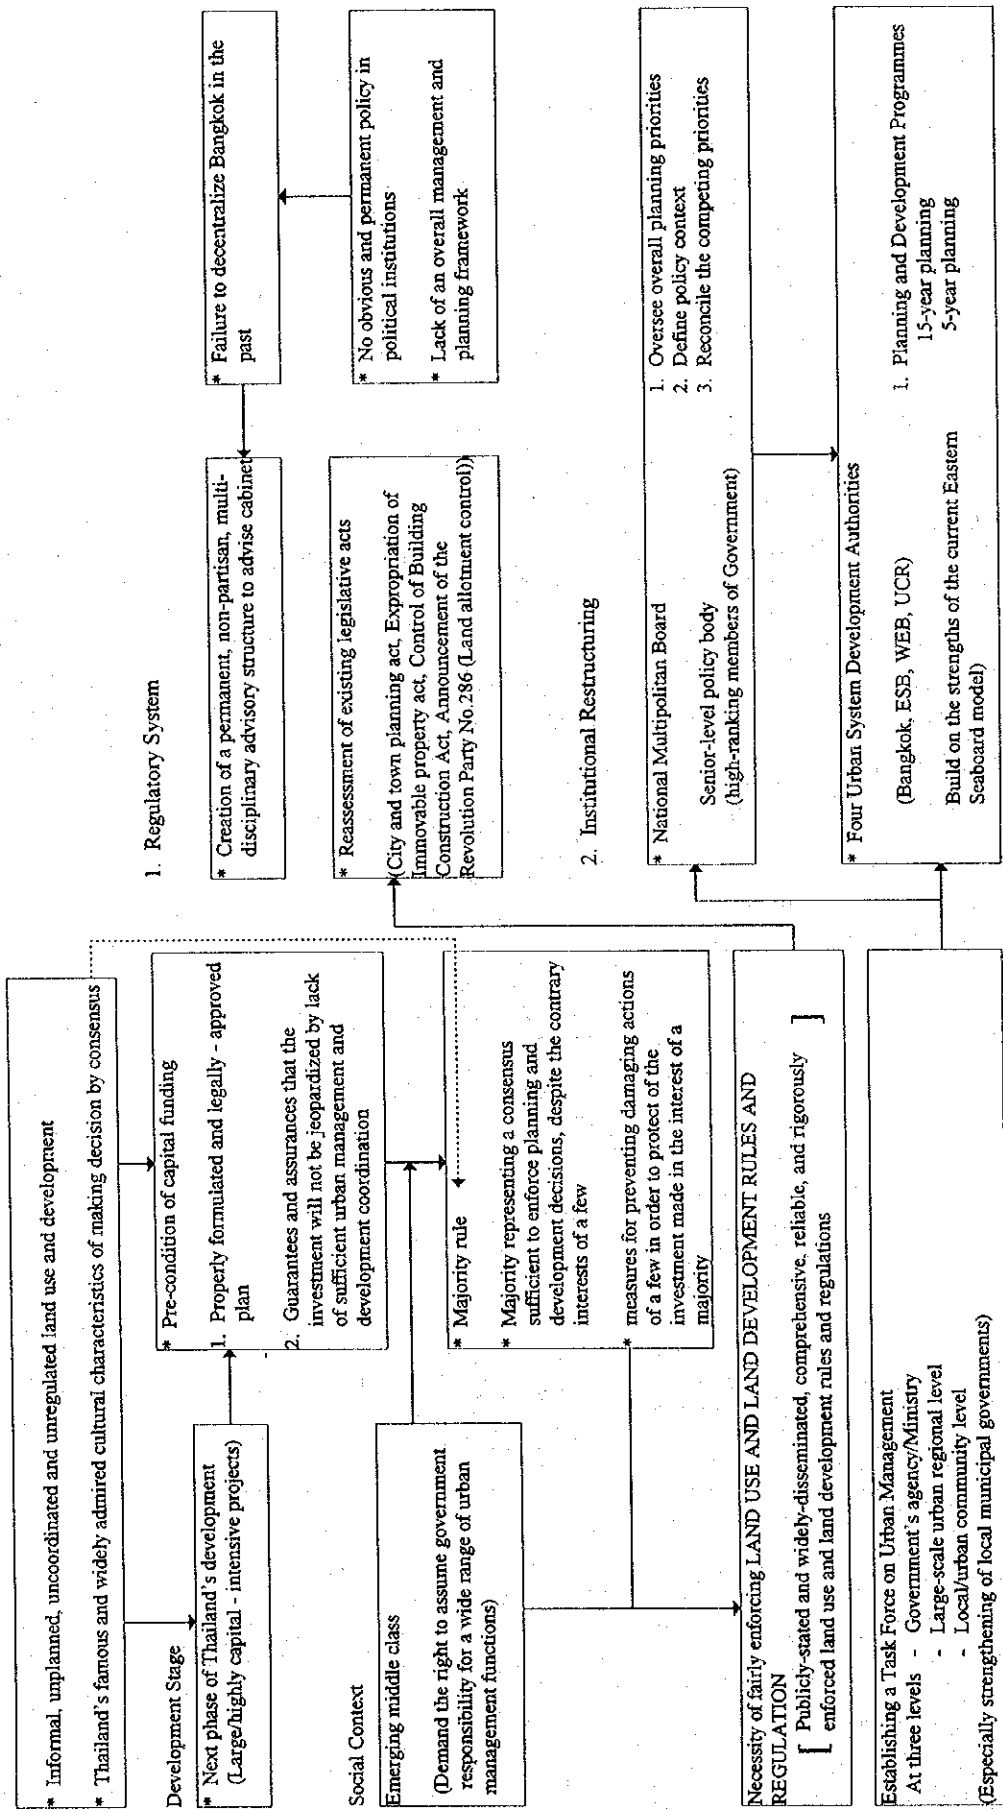 * Informal, unplanned, uncoordinated and unregulated land use and development
* Thailand's famous and widely admired cultural characteristics of making decision by consensus
Development Stage
* Next phase of Thailand's development
(Large/highly capital - intensive projects)
* Pre-condition of capital funding
1. Properly formulated and legally - approved
plan
2. Guarantees and assurances that the
investment will not be jeopardized by lack
of sufficient urban management and
development coordination
Social Context
Emerging middle class
(Demand the right to assume government
responsibility for a wide range of urban
management functions)
* Majority rule
* Majority representing a consensus
sufficient to enforce planning and
development decisions, despite the contrary
interests of a few
* measures for preventing damaging actions
of a few in order to protect of the
investment made in the interest of a
majority
Necessity of fairly enforcing LAND USE AND LAND DEVELOPMENT RULES AND
REGULATION
[ Publicly-stated and widely-disseminated, comprehensive, reliable, and rigorously ]
[ enforced land use and land development rules and regulations ]
Establishing a Task Force on Urban Management
At three levels - Government's agency/Ministry
- Large-scale urban regional level
- Local/urban community level
(Especially strengthening of local municipal governments)
1. Regulatory System
* Creation of a permanent, non-partisan, multi-
disciplinary advisory structure to advise cabinet
* Failure to decentralize Bangkok in the
past
* Reassessment of existing legislative acts
(City and town planning act, Expropriation of
Immovable property act, Control of Building
Construction Act, Announcement of the
Revolution Party No.286 (Land allotment control))
* No obvious and permanent policy in
political institutions
* Lack of an overall management and
planning framework
2. Institutional Restructuring
* National Multipolitan Board
Senior-level policy body
(high-ranking members of Government)
1. Oversee overall planning priorities
2. Define policy context
3. Reconcile the competing priorities
* Four Urban System Development Authorities
(Bangkok, ESB, WEB, UCR)
Build on the strengths of the current Eastern
Seaboard model)
1. Planning and Development Programmes
15-year planning
5-year planning